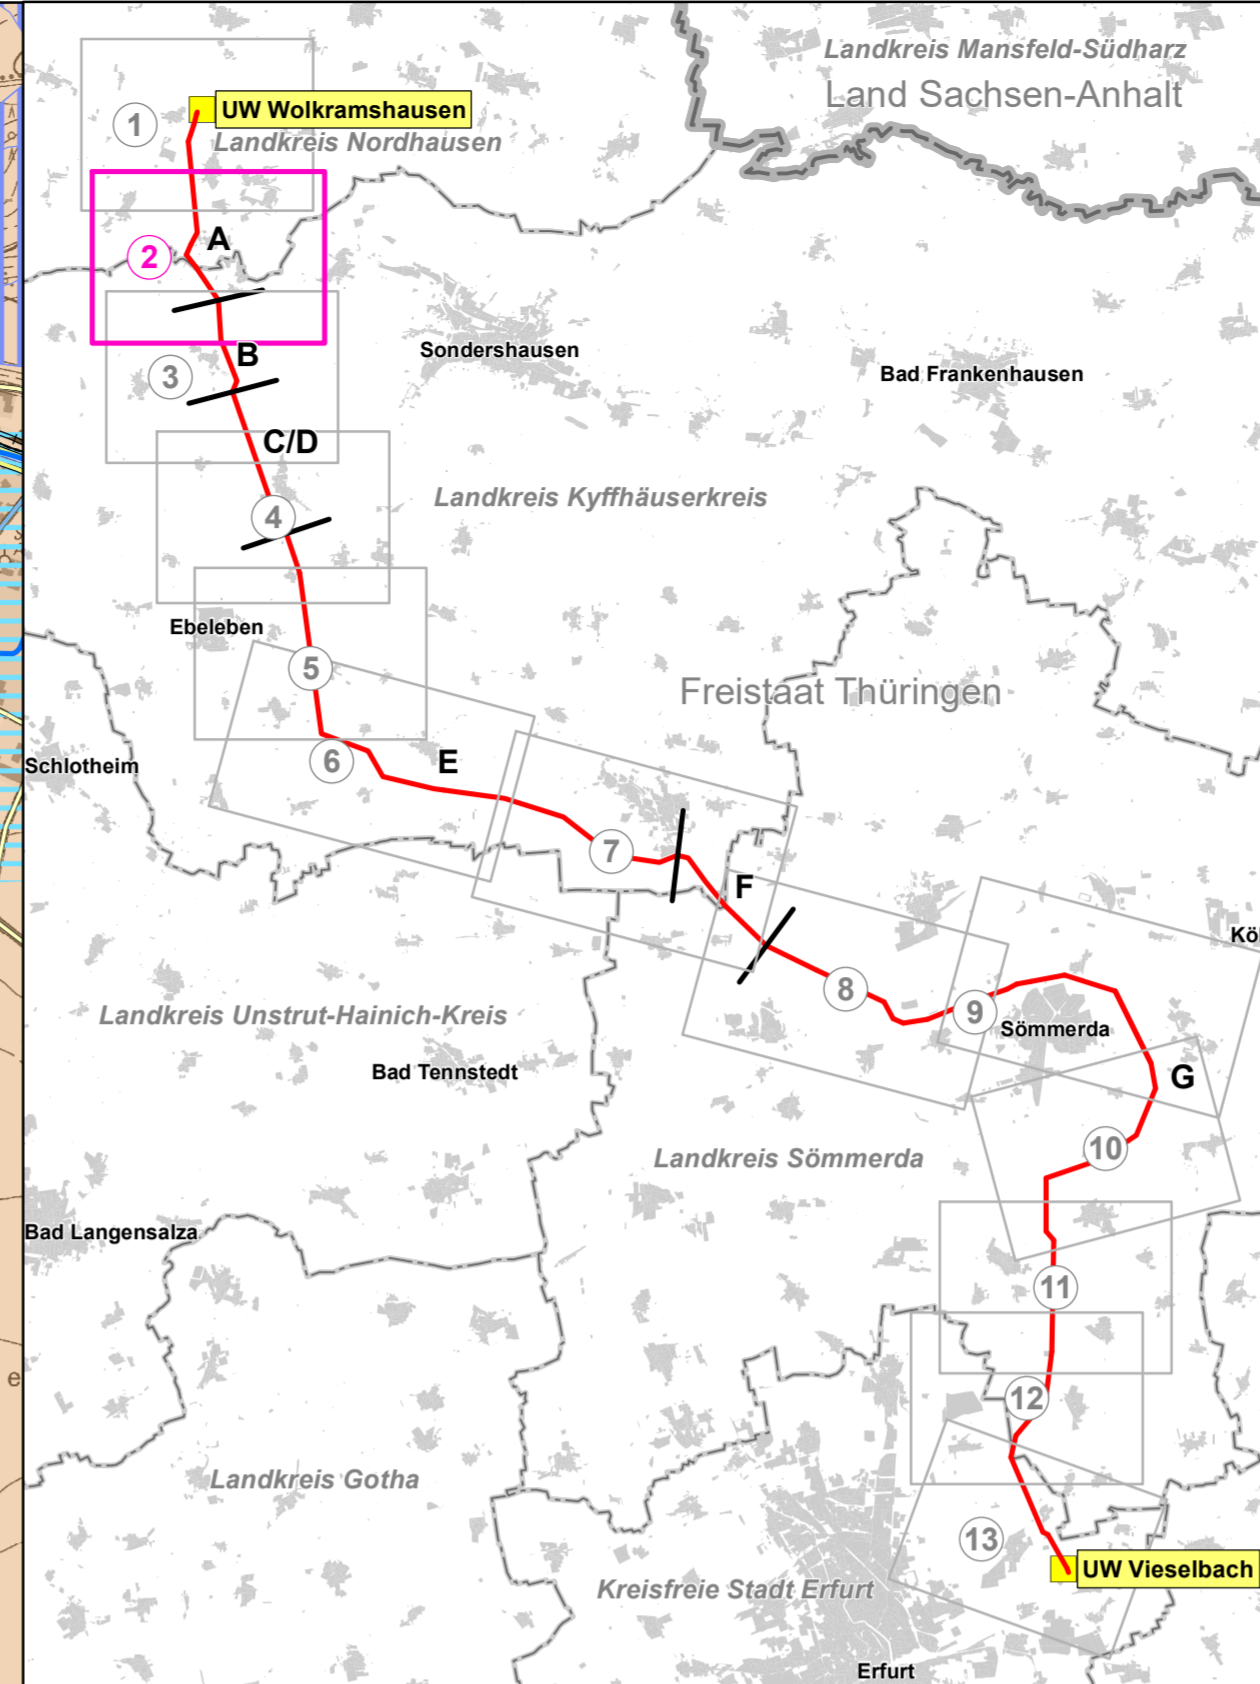 Landkreis Mansfeld-Südharz
Land Sachsen-Anhalt
UW Wolkramshausen
1
Landkreis Nordhausen
A
2
Sondershausen
B
Bad Frankenhausen
3
C/D
Landkreis Kyffhäuserkreis
4
Ebeleben
5
Freistaat Thüringen
Schlotheim
6
E
7
F
Kö
8
9
Landkreis Unstrut-Hainich-Kreis
Sömmerda
Bad Tennstedt
G
10
Landkreis Sömmerda
Bad Langensalza
11
e
12
Landkreis Gotha
13
UW Vieselbach
Kreisfreie Stadt Erfurt
Erfurt